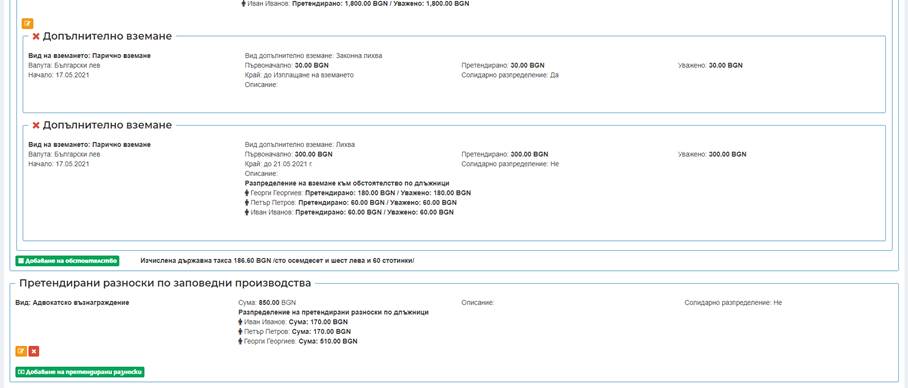 Иван Иванов: Претендирано: 1,800.00 BGN / Уважено: 1,800.00 BGN
Допълнително вземане
Вид на вземането: Парично вземане
Вид допълнително вземане: Законна лихва
Валута: Български лев
Първоначално: 30.00 BGN
Претендирано: 30.00 BGN
Уважено: 30.00 BGN
Начало: 17.05.2021
Край: до Изплащане на вземането
Солидарно разпределение: Да
Описание:
Допълнително вземане
Вид на вземането: Парично вземане
Вид допълнително вземане: Лихва
Валута: Български лев
Първоначално: 300.00 BGN
Претендирано: 300.00 BGN
Уважено: 300.00 BGN
Начало: 17.05.2021
Край: до 21.05.2021 г.
Солидарно разпределение: Не
Описание:
Разпределение на вземане към обстоятелство по длъжници
Георги Георгиев: Претендирано: 180.00 BGN / Уважено: 180.00 BGN
Петър Петров: Претендирано: 60.00 BGN / Уважено: 60.00 BGN
Иван Иванов: Претендирано: 60.00 BGN / Уважено: 60.00 BGN
Добавяне на обстоятелство
Изчислена държавна такса 186.60 BGN /сто осемдесет и шест лева и 60 стотинки/
Претендирани разноски по заповедни производства
Вид: Адвокатско възнаграждение
Сума: 850.00 BGN
Описание:
Солидарно разпределение: Не
Разпределение на претендирани разноски по длъжници
Иван Иванов: Сума: 170.00 BGN
Петър Петров: Сума: 170.00 BGN
Георги Георгиев: Сума: 510.00 BGN
Добавяне на претендирани разноски